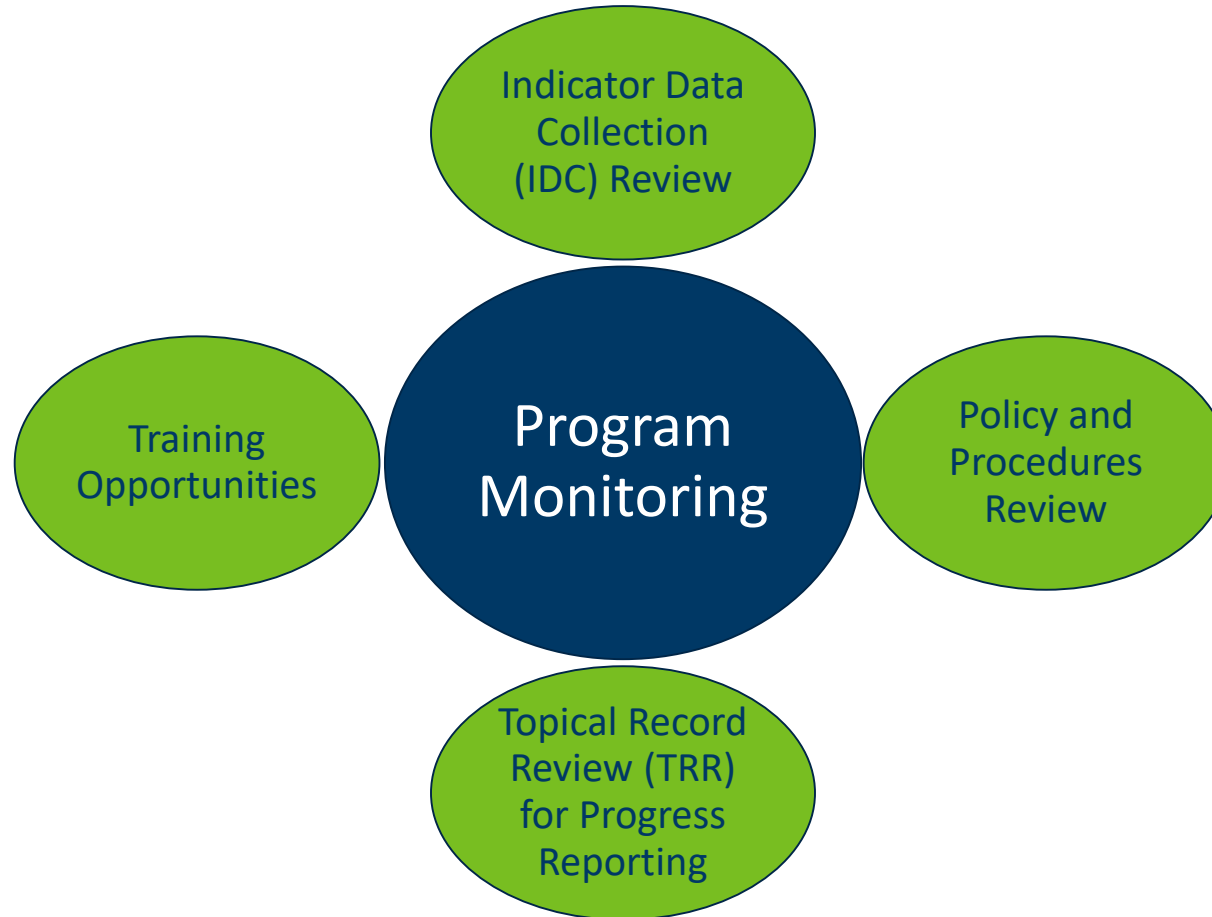 Indicator Data
Collection
(IDC) Review
Training
Opportunities
Program
Monitoring
Policy and
Procedures
Review
Topical Record
Review (TRR)
for Progress
Reporting